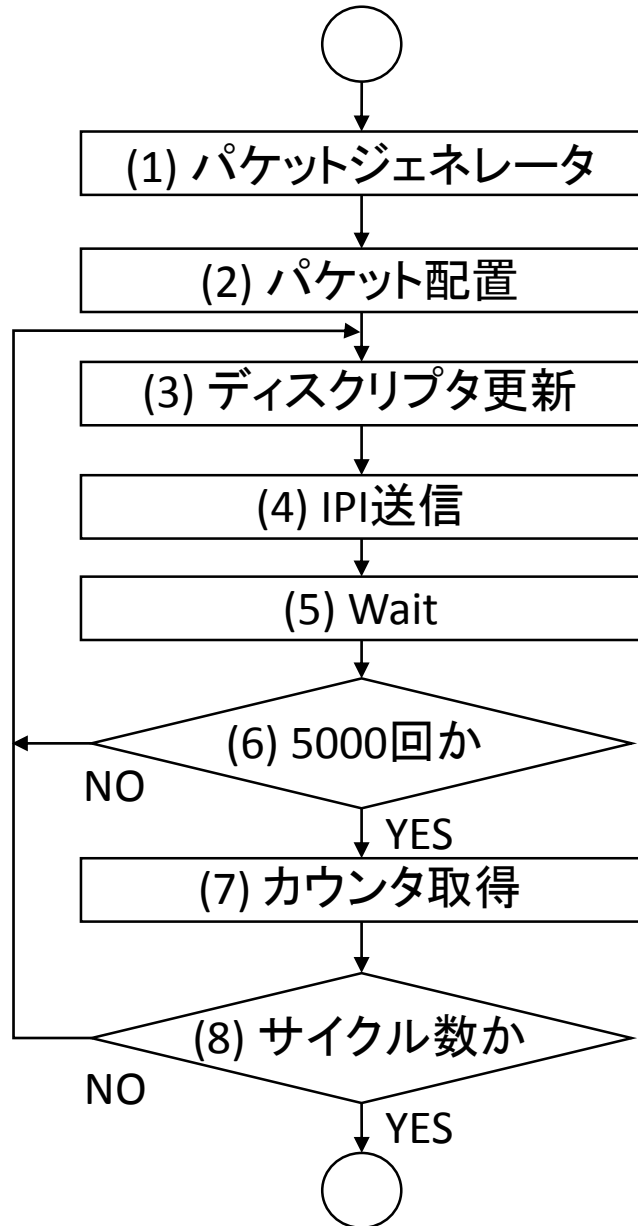 (1) パケットジェネレータ
(2) パケット配置
(3) ディスクリプタ更新
(4) IPI送信
(5) Wait
(6) 5000回か
NO
YES
(7) カウンタ取得
(8) サイクル数か
NO
YES